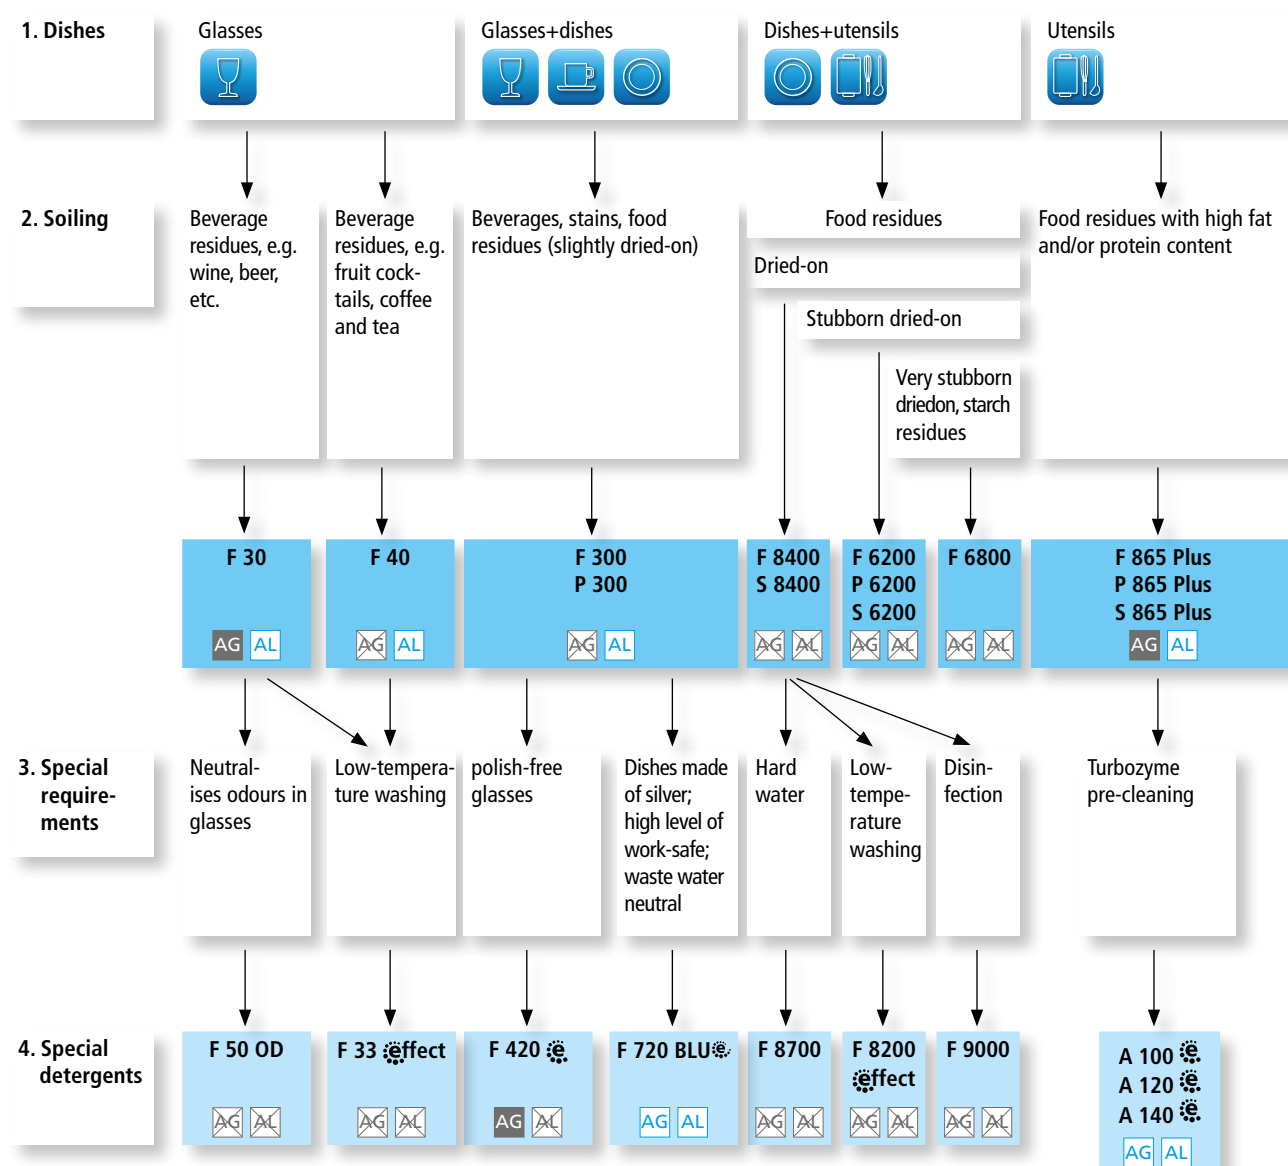 1. Dishes
Glasses
Glasses+dishes
Dishes+utensils
Utensils
2. Soiling
Beverage
residues, e.g.
wine, beer,
etc.
Beverage
residues, e.g.
fruit cock-
tails, coffee
and tea
Beverages, stains, food
residues (slightly dried-on)
Food residues
Dried-on
Stubborn dried-on
Very stubborn
driedon, starch
residues
Food residues with high fat
and/or protein content
F 30
AG AL
F 40
AG AL
F 300
P 300
AG AL
F 8400
S 8400
AG AL
F 6200
P 6200
S 6200
AG AL
F 6800
AG AL
F 865 Plus
P 865 Plus
S 865 Plus
AG AL
3. Special
require-
ments
Neutral-
ises odours in
glasses
Low-tempera-
ture washing
polish-free
glasses
Dishes made
of silver;
high level of
work-safe;
waste water
neutral
Hard
water
Low-
tempe-
rature
washing
Disin-
fection
Turbozyme
pre-cleaning
4. Special
detergents
F 50 OD
AG AL
F 33 effect
AG AL
F 420 e
AG AL
F 720 BLUe
AG AL
F 8700
AG AL
F 8200
effect
AG AL
F 9000
AG AL
A 100 e
A 120 e
A 140 e
AG AL